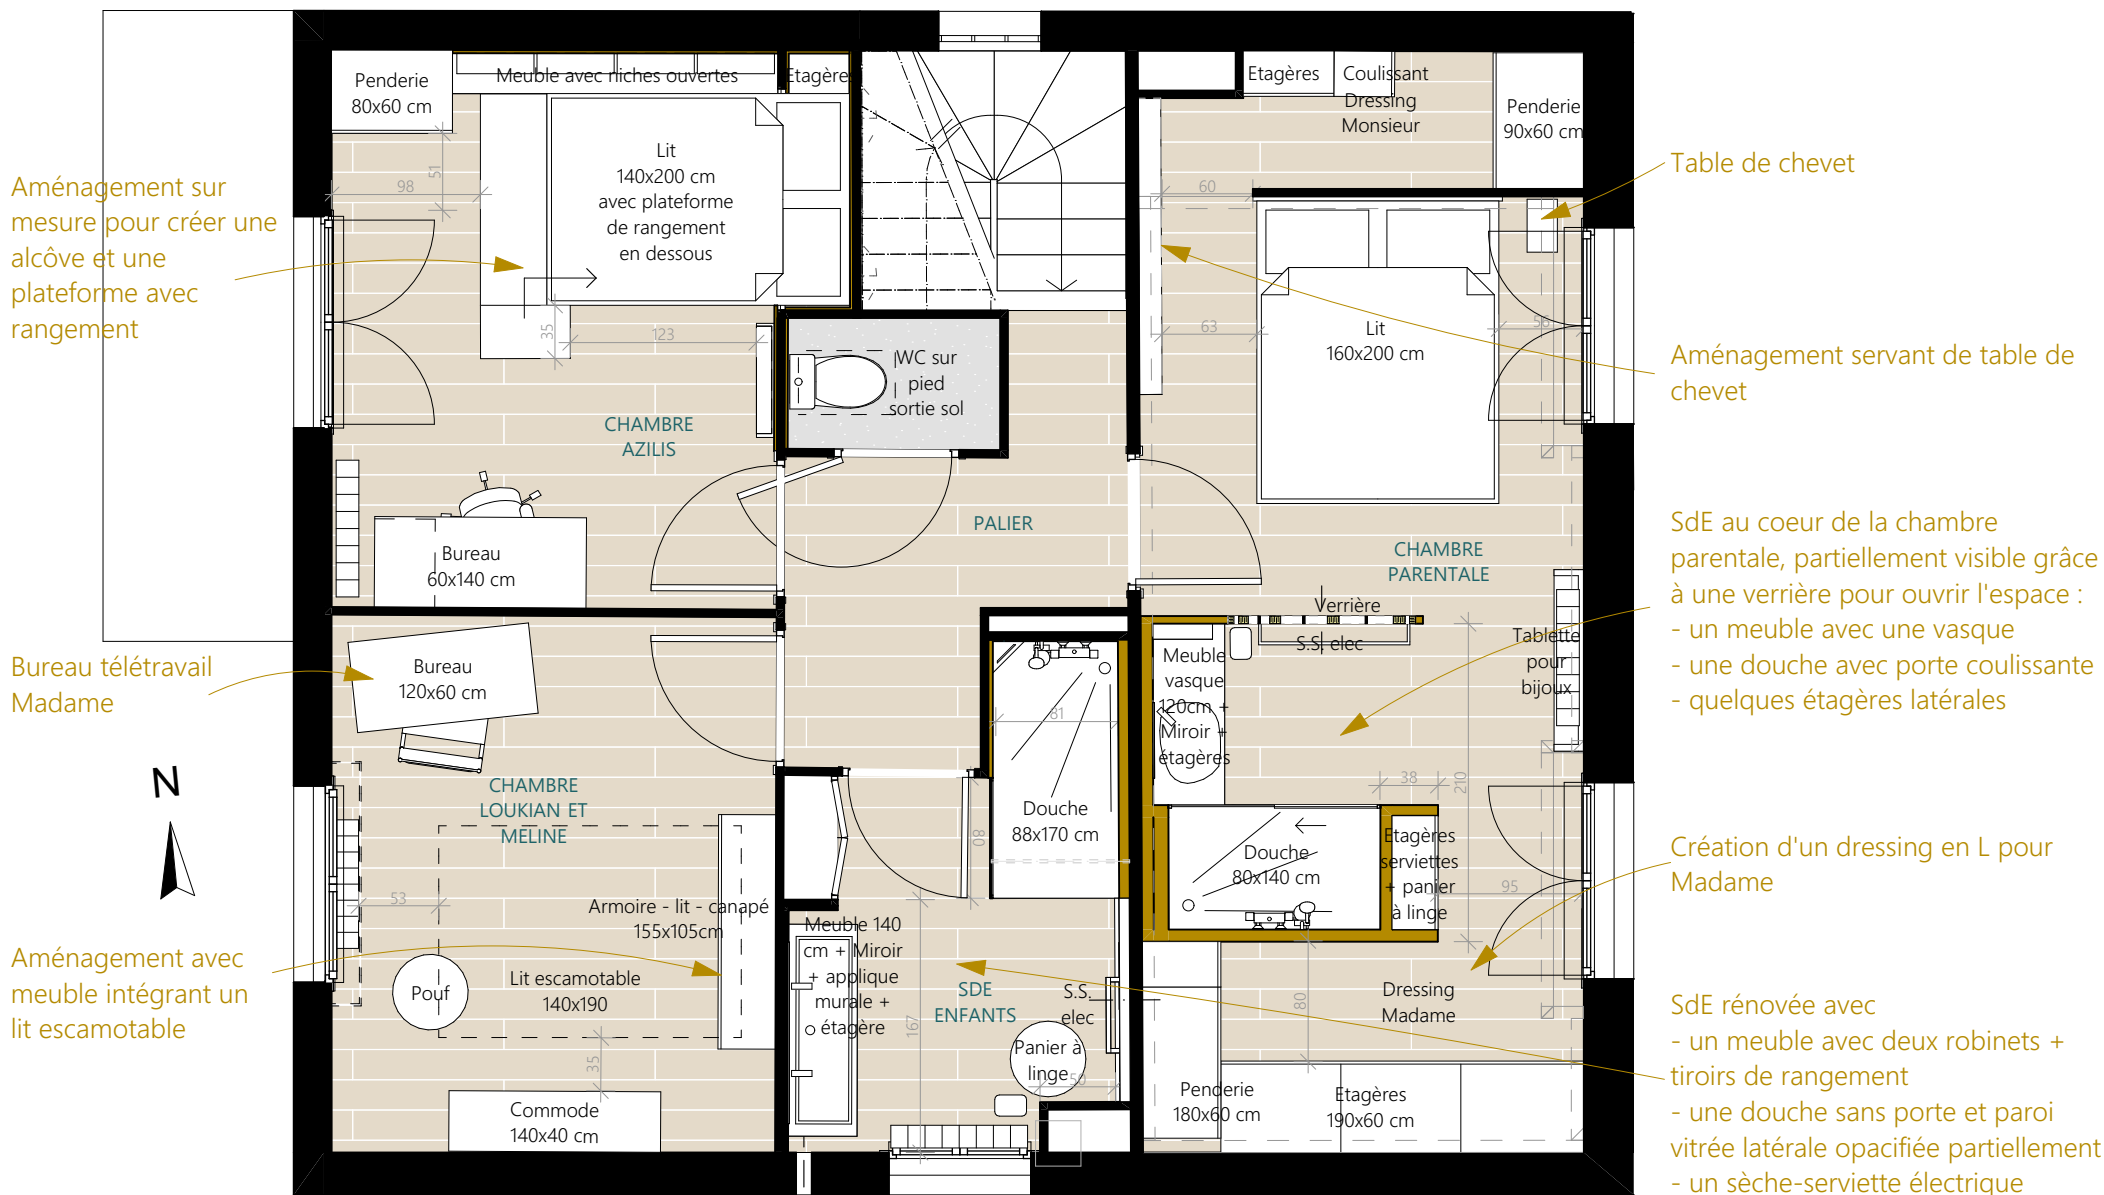 Penderie
80x60 cm
Meuble avec niches ouvertes
Etagères
Etagères
Coulissant
Dressing
Monsieur
Penderie
90x60 cm
Lit
140x200 cm
avec plateforme
de rangement
en dessous
51
98
35
123
60
63
56
Aménagement sur
mesure pour créer une
alcôve et une
plateforme avec
rangement
Table de chevet
Aménagement servant de table de
chevet
WC sur
pied
sortie sol
Lit
160x200 cm
CHAMBRE
AZILIS
PALIER
CHAMBRE
PARENTALE
Bureau
60x140 cm
SdE au coeur de la chambre
parentale, partiellement visible grâce
à une verrière pour ouvrir l'espace :
- un meuble avec une vasque
- une douche avec porte coulissante
- quelques étagères latérales
Bureau télétravail
Madame
Bureau
120x60 cm
Verrière
S.S. elec
Meuble
vasque
120cm +
Miroir +
étagères
Tablette
pour
bijoux
81
38
210
N
CHAMBRE
LOUKIAN ET
MELINE
Douche
88x170 cm
80
Douche
80x140 cm
Etagères
serviettes
+ panier
à linge
95
Création d'un dressing en L pour
Madame
53
Armoire - lit - canapé
155x105cm
Meuble 140
cm + Miroir
+ applique
murale +
étagère
Aménagement avec
meuble intégrant un
lit escamotable
Pouf
Lit escamotable
140x190
35
167
SDE
ENFANTS
S.S.
elec
Panier à
linge
50
Dressing
Madame
80
Commode
140x40 cm
Penderie
180x60 cm
Etagères
190x60 cm
SdE rénovée avec
- un meuble avec deux robinets +
tiroirs de rangement
- une douche sans porte et paroi
vitrée latérale opacifiée partiellement
- un sèche-serviette électrique